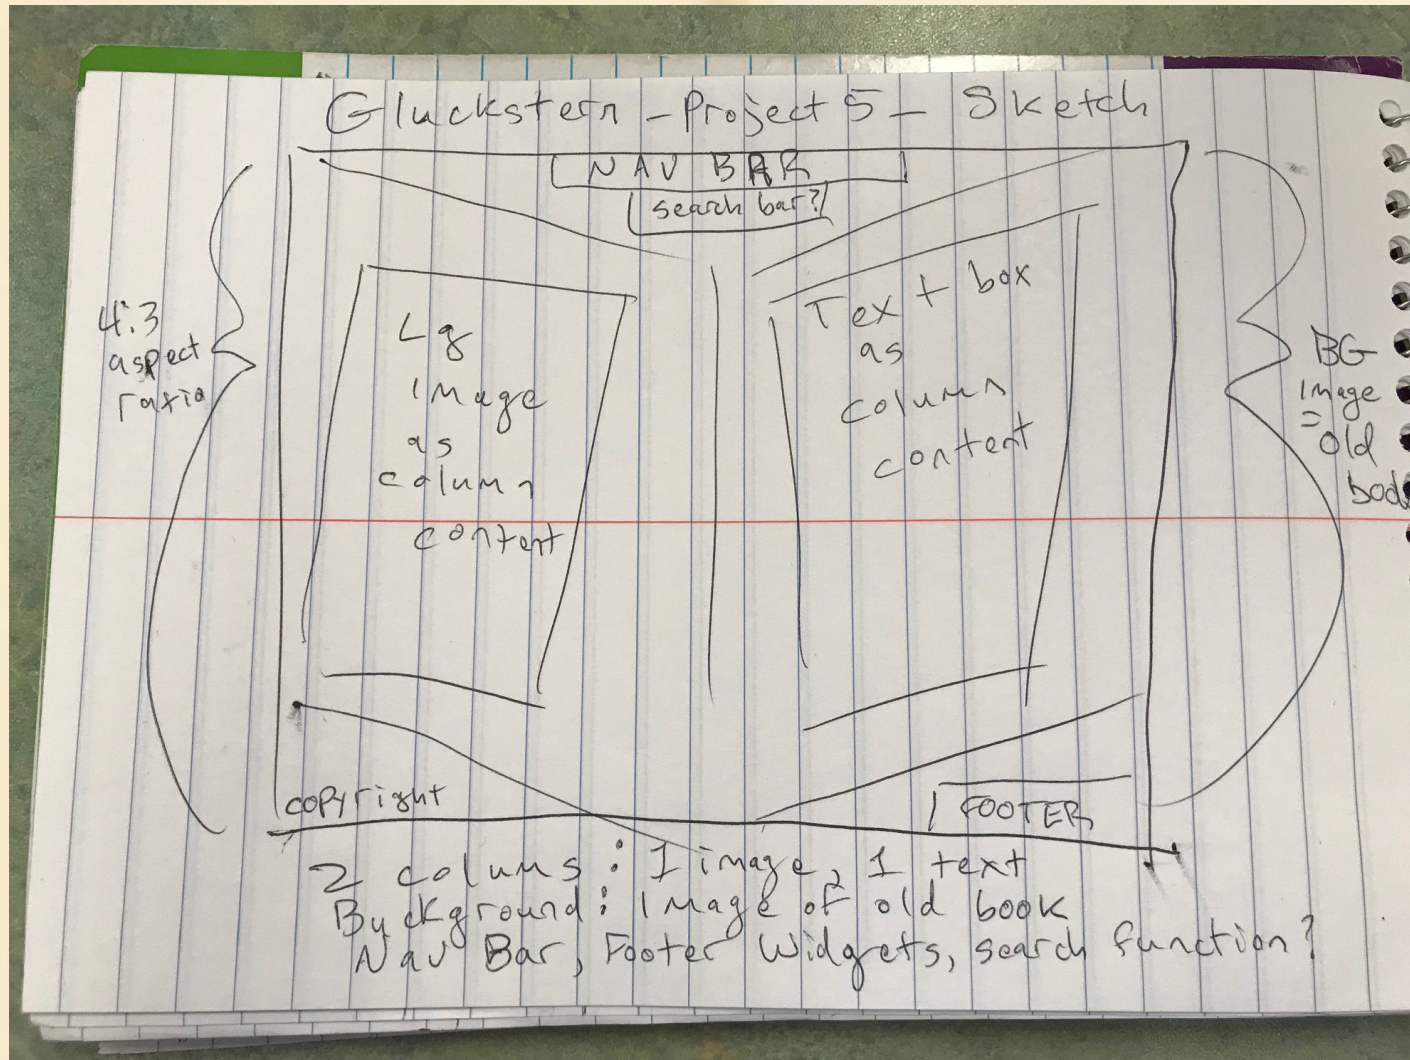 Gluckstern - Project 5 - Sketch
NAV BAR
search bar?
4:3
aspect
ratio
Lg
image
as
column
content
Text box
as
column
content
BG
image
=
old
book
copyright
FOOTER
2 colums: 1 image, 1 text
Background: Image of old book
Nav Bar, Footer Widgets, search function?